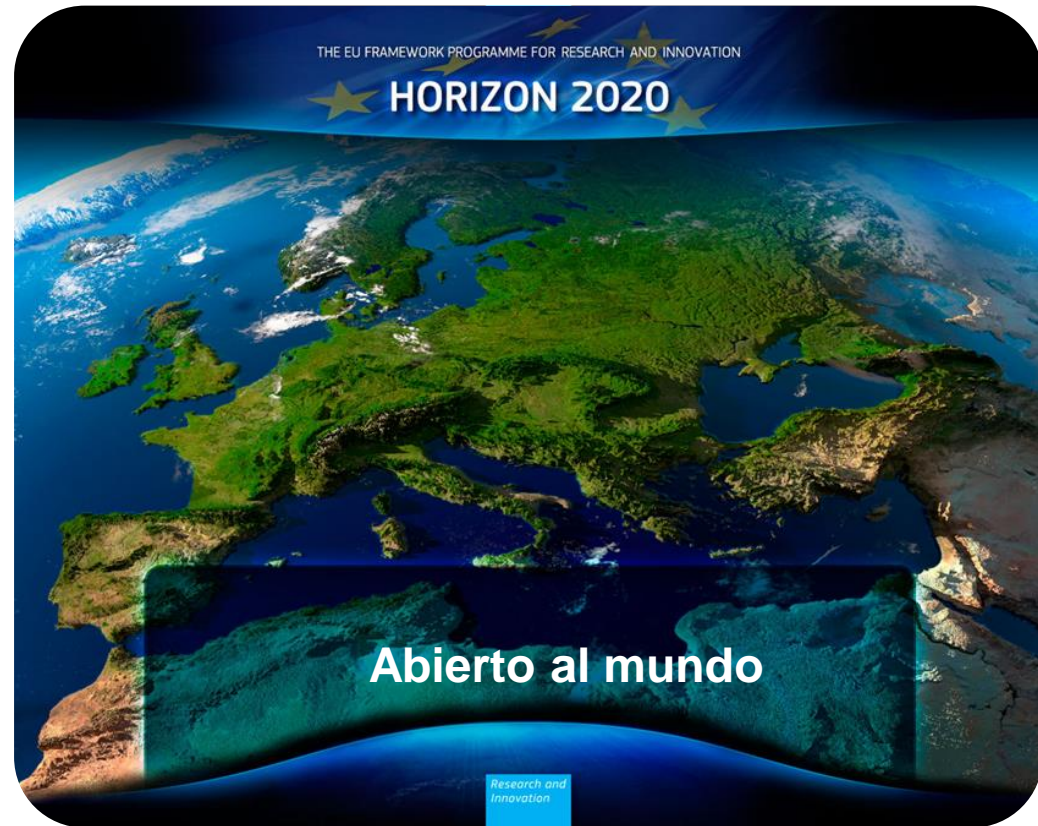 THE EU FRAMEWORK PROGRAMME FOR RESEARCH AND INNOVATION
HORIZON 2020
Abierto al mundo
Research and
Innovation